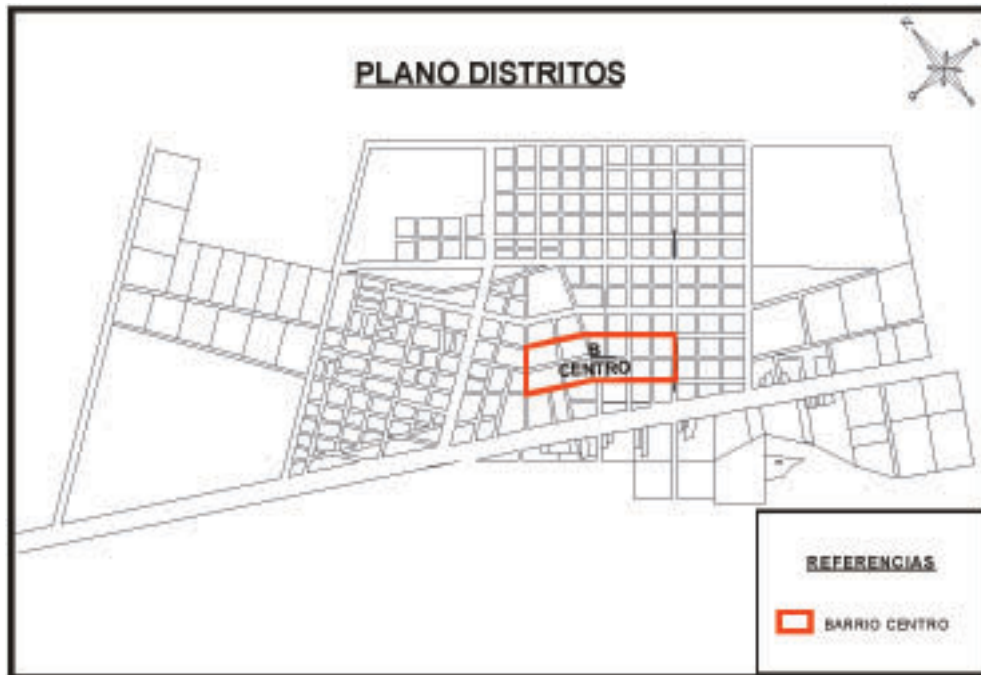 PLANO DISTRITOS
B.
CENTRO
REFERENCIAS
BARRIO CENTRO